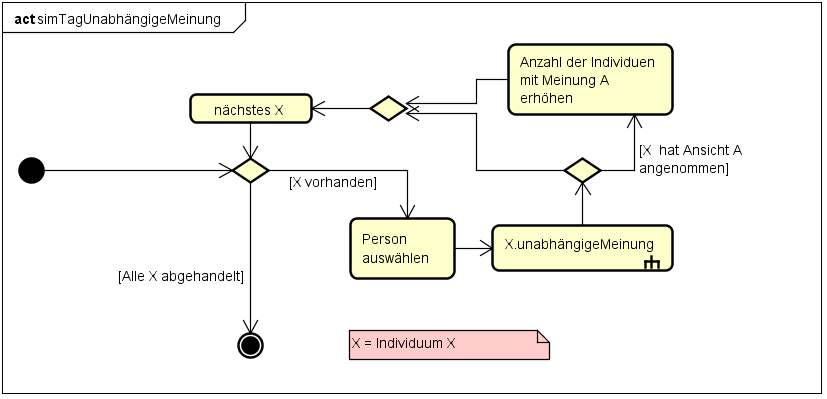 act simTagUnabhängigeMeinung
Anzahl der Individuen
mit Meinung A
erhöhen
nächstes X
[X hat Ansicht A
angenommen]
[X vorhanden]
Person
auswählen
X.unabhängigeMeinung
[Alle X abgehandelt]
X = Individuum X